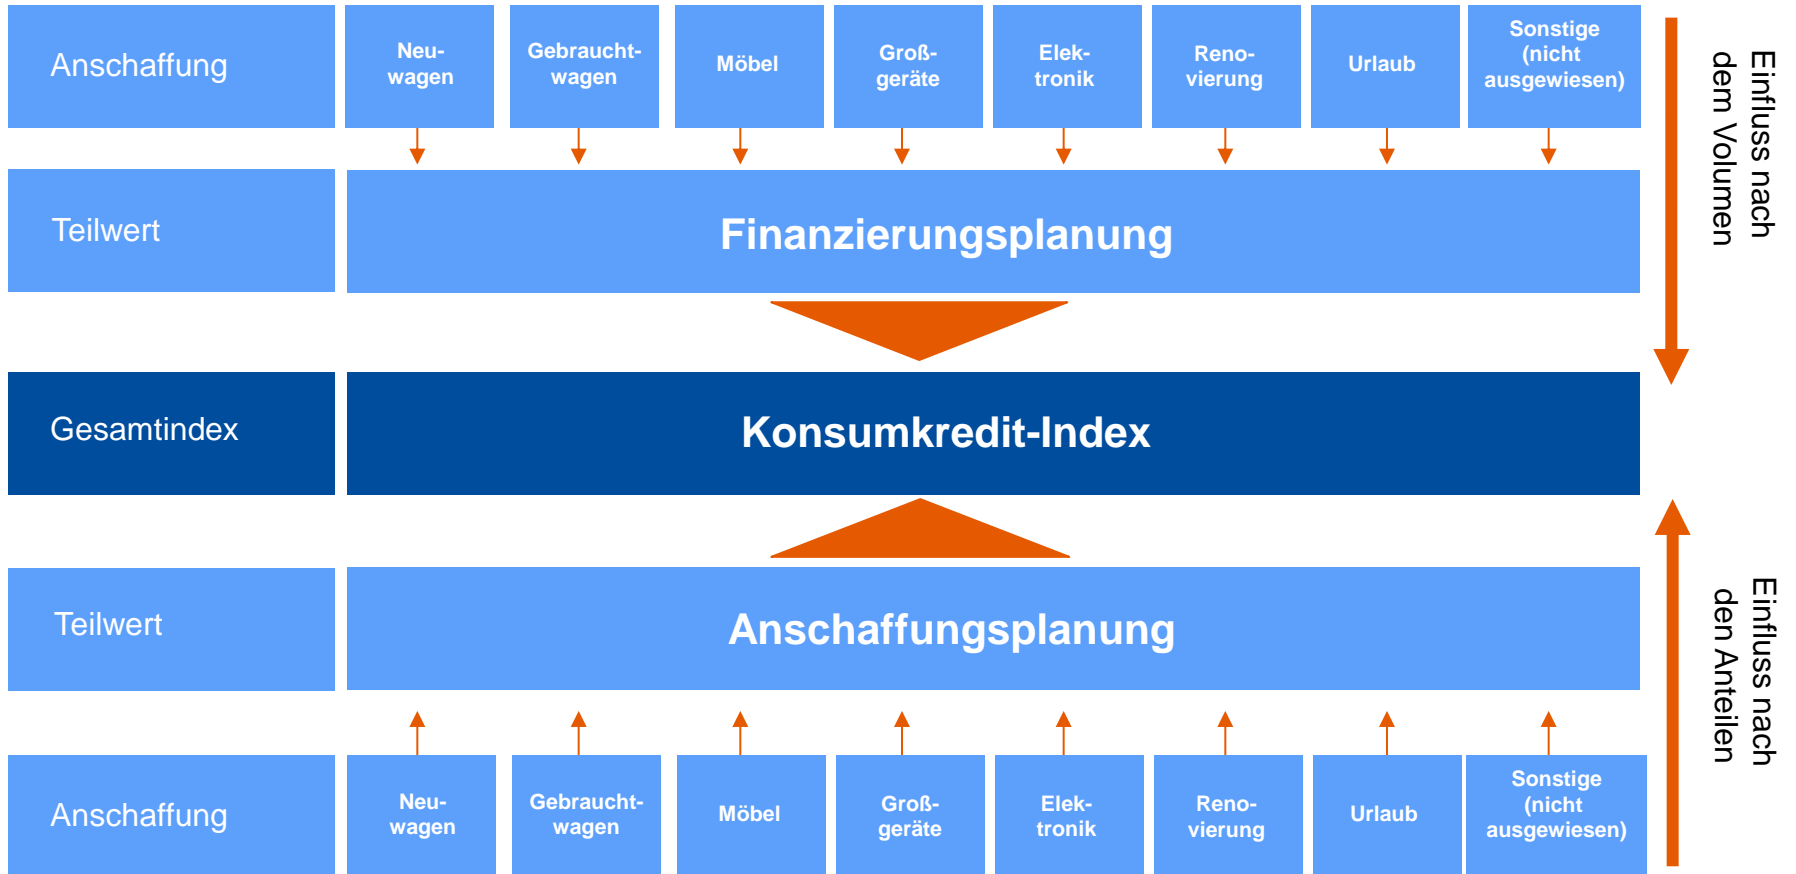 Anschaffung
Neu-
wagen
Gebraucht-
wagen
Möbel
Groß-
geräte
Elek-
tronik
Reno-
vierung
Urlaub
Sonstige
(nicht
ausgewiesen)
Einfluss nach
dem Volumen
Teilwert
Finanzierungsplanung
Gesamtindex
Konsumkredit-Index
Teilwert
Anschaffungsplanung
Einfluss nach
den Anteilen
Anschaffung
Neu-
wagen
Gebraucht-
wagen
Möbel
Groß-
geräte
Elek-
tronik
Reno-
vierung
Urlaub
Sonstige
(nicht
ausgewiesen)